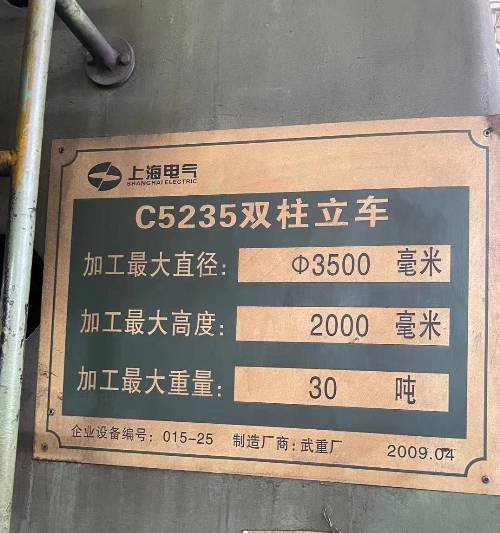 上海电气
SHANGHAI ELECTRIC
C5235双柱立车
加工最大直径: Φ3500 毫米
加工最大高度: 2000 毫米
加工最大重量: 30 吨
企业设备编号: 015-25 制造厂商: 武重厂 2009.04